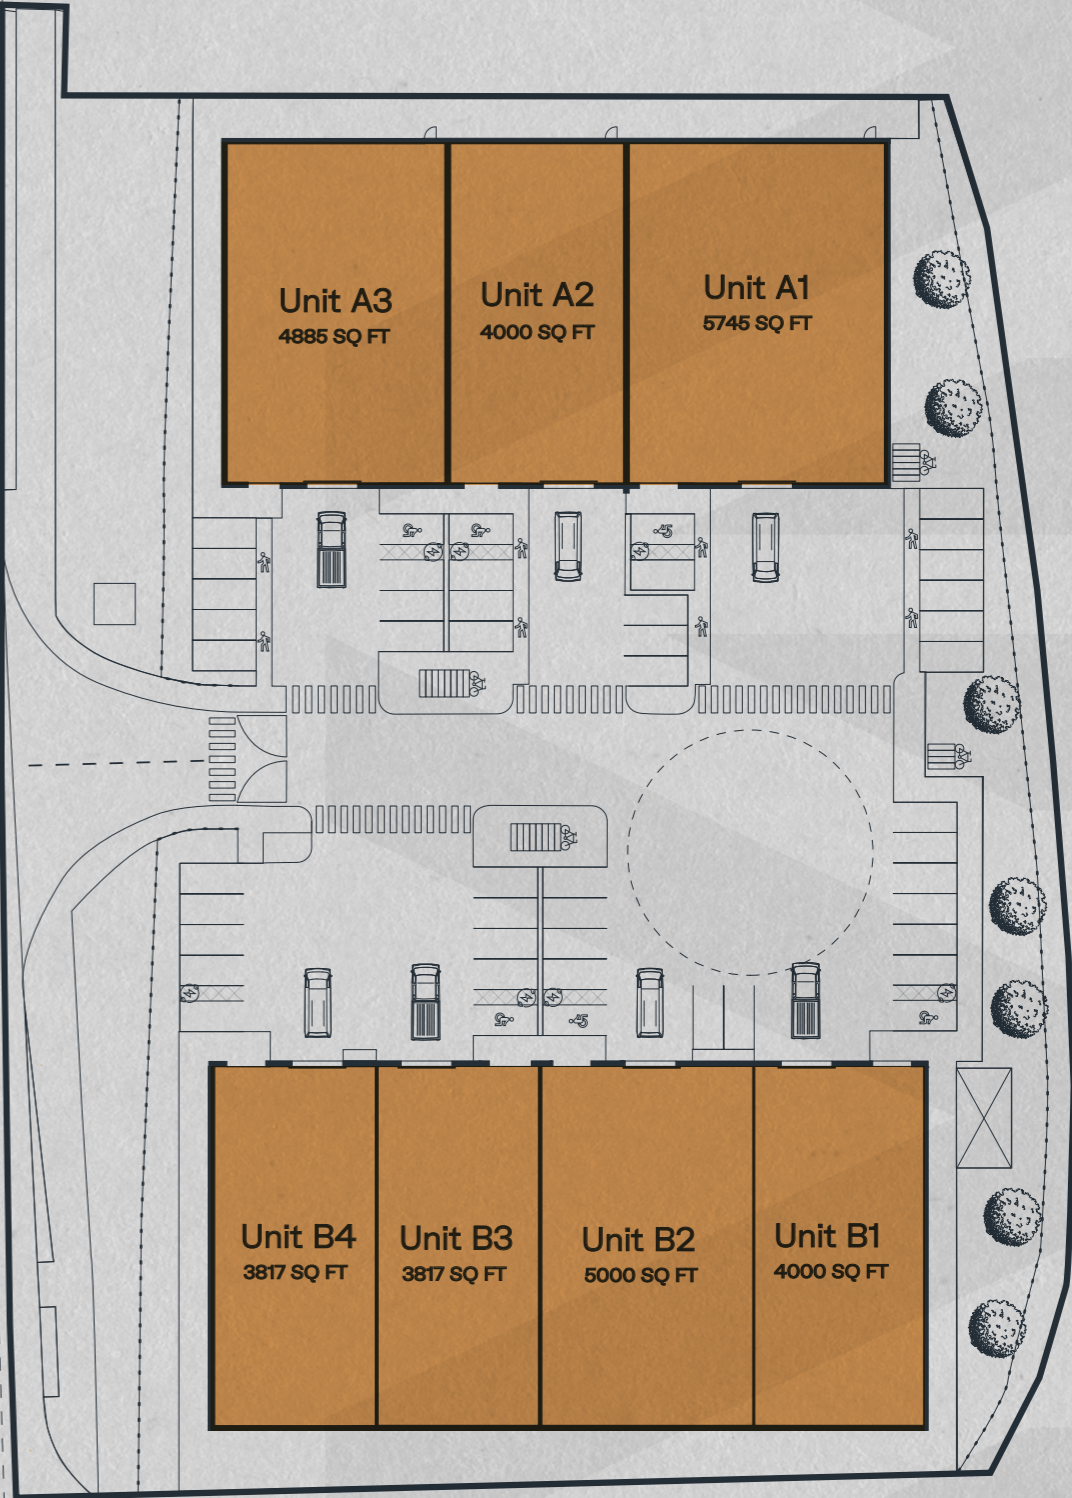 Unit A3
4885 SQ FT
Unit A2
4000 SQ FT
Unit A1
5745 SQ FT
Unit B4
3817 SQ FT
Unit B3
3817 SQ FT
Unit B2
5000 SQ FT
Unit B1
4000 SQ FT